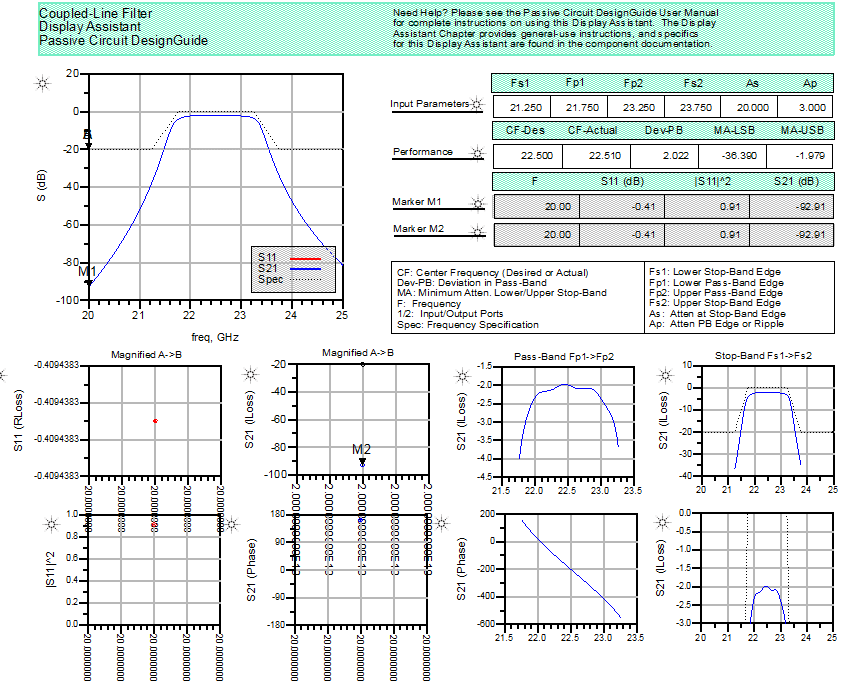 Coupled-Line Filter
Display Assistant
Passive Circuit DesignGuide
Need Help? Please see the Passive Circuit DesignGuide User Manual
for complete instructions on using this Display Assistant. The Display
Assistant Chapter provides general-use instructions, and specifics
for this Display Assistant are found in the component documentation.
S (dB)
20
0
-20
-40
-60
-80
-100
M1
S11
S21
Spec
20 21 22 23 24 25
freq, GHz
Fs1 Fp1 Fp2 Fs2 As Ap
Input Parameters 21.250 21.750 23.250 23.750 20.000 3.000
CF-Des CF-Actual Dev-PB MA-LSB MA-USB
Performance 22.500 22.510 2.022 -36.390 -1.979
F S11 (dB) |S11|^2 S21 (dB)
Marker M1 20.00 -0.41 0.91 -92.91
Marker M2 20.00 -0.41 0.91 -92.91
CF: Center Frequency (Desired or Actual)
Dev-PB: Deviation in Pass-Band
MA: Minimum Atten. Lower/Upper Stop-Band
F: Frequency
1/2: Input/Output Ports
Spec: Frequency Specification
Fs1: Lower Stop-Band Edge
Fp1: Lower Pass-Band Edge
Fp2: Upper Pass-Band Edge
Fs2: Upper Stop-Band Edge
As: Atten at Stop-Band Edge
Ap: Atten PB Edge or Ripple
Magnified A->B
S11 (RLoss)
-0.4094383
-0.4094383
-0.4094383
-0.4094383
Magnified A->B
S21 (ILoss)
-20
-40
-60
-80
-100
M2
Pass-Band Fp1->Fp2
S21 (ILoss)
-1.5
-2.0
-2.5
-3.0
-3.5
-4.0
-4.5
21.5 22.0 22.5 23.0 23.5
Stop-Band Fs1->Fs2
S21 (ILoss)
10
0
-10
-20
-30
-40
20 21 22 23 24 25
|S11|^2
1.0
0.8
0.6
0.4
0.2
0.0
S21 (Phase)
180
90
0
-90
-180
S21 (Phase)
200
0
-200
-400
-600
21.5 22.0 22.5 23.0 23.5
S21 (ILoss)
0.0
-0.5
-1.0
-1.5
-2.0
-2.5
-3.0
20 21 22 23 24 25